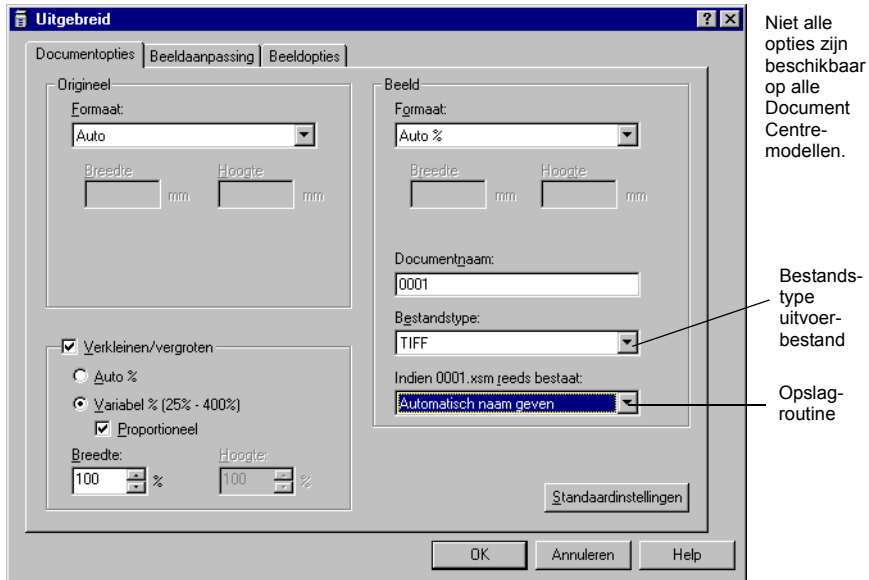 Uitgebreid
Documentopties Beeldaanpassing Beeldopties
Origineel
Formaat:
Auto
Breedte Hoogte
mm mm
Verkleinen/vergroten
Auto %
Variabel % (25% - 400%)
Proportioneel
Breedte: Hoogte:
100 % 100 %
Beeld
Formaat:
Auto %
Breedte Hoogte
mm mm
Documentnaam:
0001
Bestandstype:
TIFF
Indien 0001.xsm reeds bestaat:
Automatisch naam geven
Standaardinstellingen
OK Annuleren Help
Niet alle
opties zijn
beschikbaar
op alle
Document
Centre-
modellen.
Bestands-
type
uitvoer-
bestand
Opslag-
routine